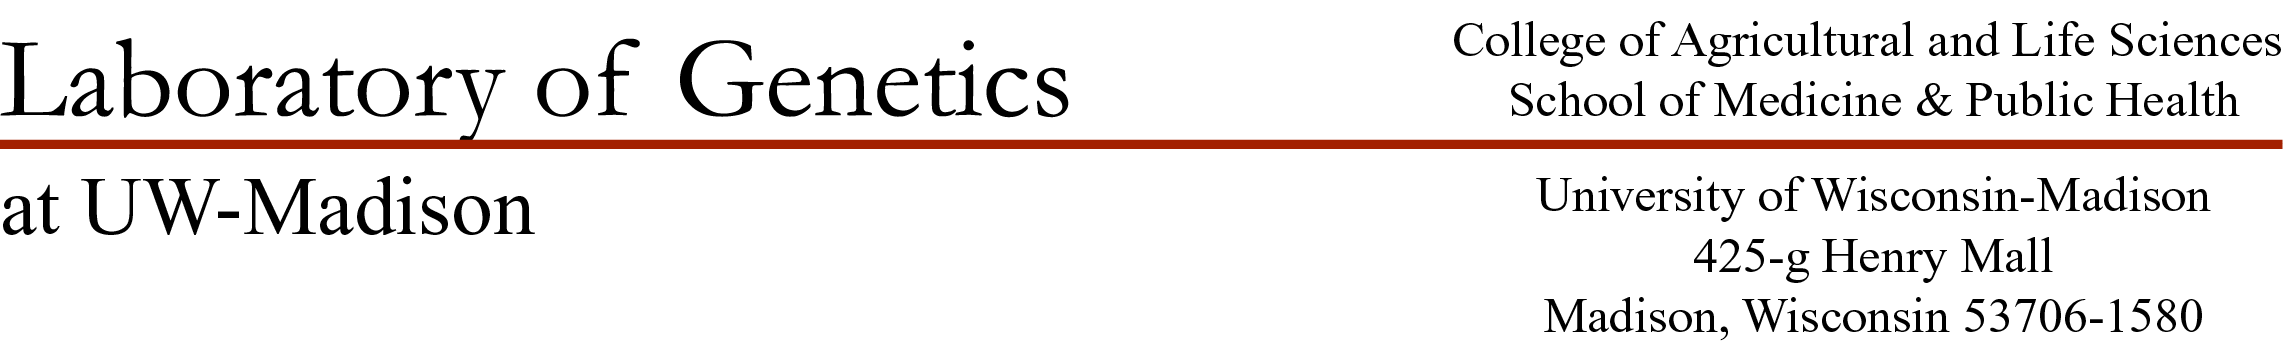 Laboratory of Genetics
at UW-Madison
College of Agricultural and Life Sciences
School of Medicine & Public Health
University of Wisconsin-Madison
425-g Henry Mall
Madison, Wisconsin 53706-1580